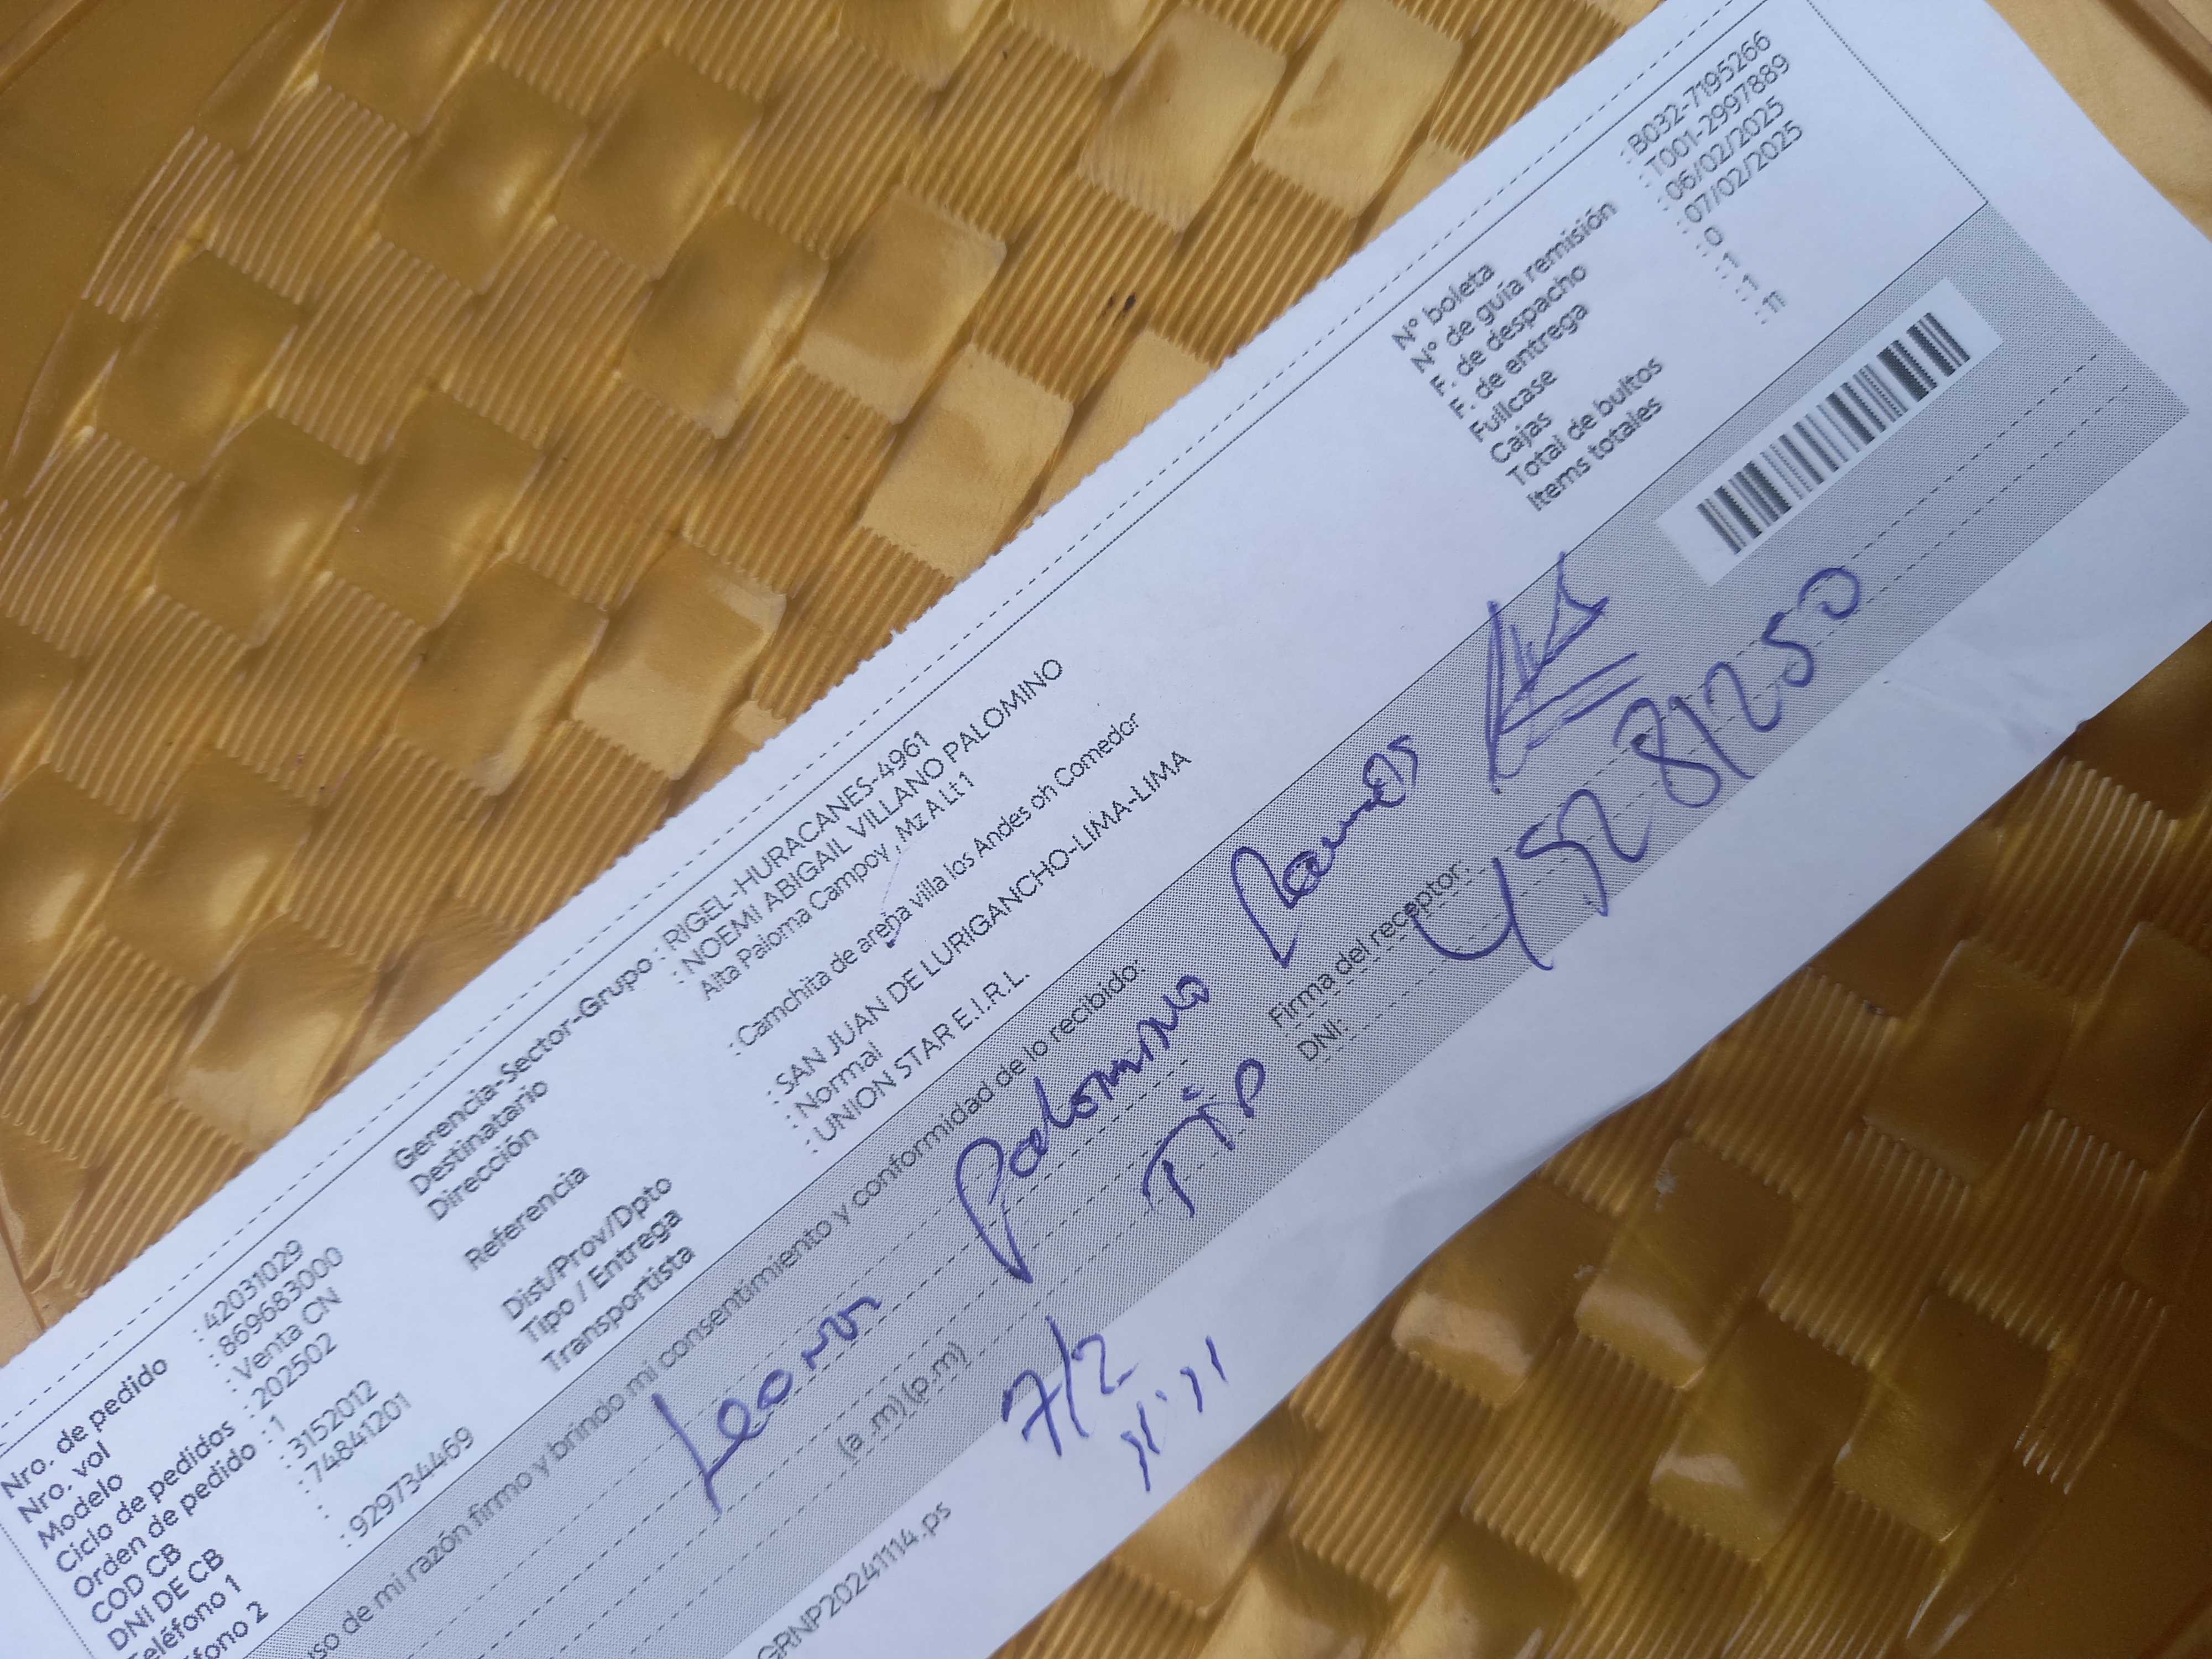 Nro. de pedido : 42031029
Nro. vol : 869683000
Modelo : Venta CN
Ciclo de pedidos : 202502
Orden de pedido : 1
COD CB : 3152012
DNI DE CB : 74841201
Teléfono 1 :
fono 2 : 929734469
Gerencia-Sector-Grupo : RIGEL-HURACANES-4961
Destinatario : NOEMI ABIGAIL VILLANO PALOMINO
Dirección Alta Paloma Campoy , Mz A Lt 1
Referencia : Camchita de arena villa los Andes oh Comedor
Dist/Prov/Dpto : SAN JUAN DE LURIGANCHO-LIMA-LIMA
Tipo / Entrega : Normal
Transportista : UNION STAR E.I.R.L.
N° boleta : B032-7195266
N° de guía remisión : T001-2997889
F. de despacho : 06/02/2025
F. de entrega : 07/02/2025
Fullcase : 0
Cajas : 1
Total de bultos : 1
Items totales : 11
uso de mi razón firmo y brindo mi consentimiento y conformidad de lo recibido:
Leonor Palomino Ramos
(a .m) (p.m)
Tía
Firma del receptor:
DNI: 45281250
7/2
11:11
GRNP20241114.ps